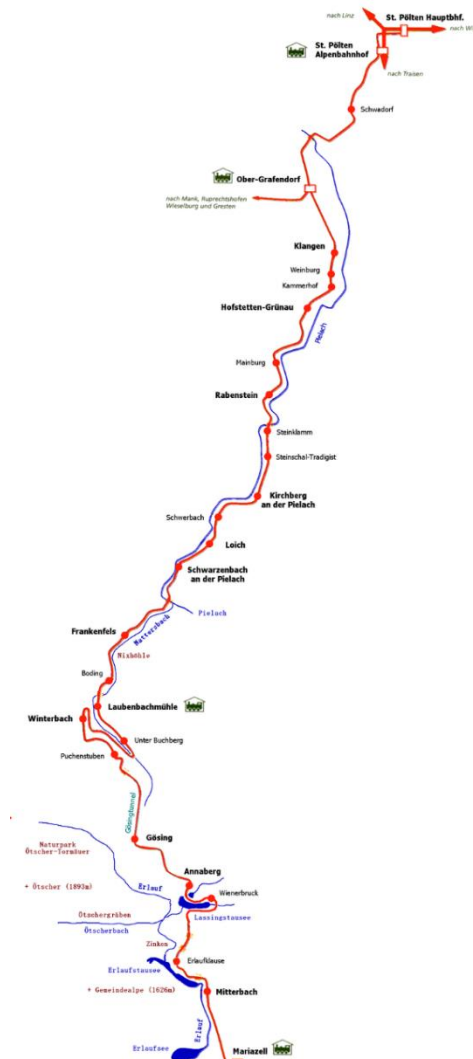 nach Linz
St. Pölten Hauptbhf.
St. Pölten
Alpenbahnhof
nach Traisen
Schwadorf
Ober-Grafendorf
nach Mank, Ruprechtshofen
Wieselburg und Gresten
Klangen
Weinburg
Kammerhof
Hofstetten-Grünau
Pielach
Mainburg
Rabenstein
Steinklamm
Steinschal-Tradigist
Kirchberg
an der Pielach
Schwerbach
Loich
Schwarzenbach
an der Pielach
Pielach
Nattersbach
Frankenfels
Nixhöhle
Boding
Laubenbachmühle
Winterbach
Unter Buchberg
Puchenstuben
Gösingtunnel
Gösing
Naturpark
Ötscher-Tormäuer
Annaberg
+ Ötscher (1893m)
Erlauf
Wienerbruck
Ötschergräben
Lassingstausee
Ötscherbach
Zinken
Erlaufklause
Erlaufstausee
+ Gemeindealpe (1626m)
Mitterbach
Erlauf
Erlaufsee
Mariazell